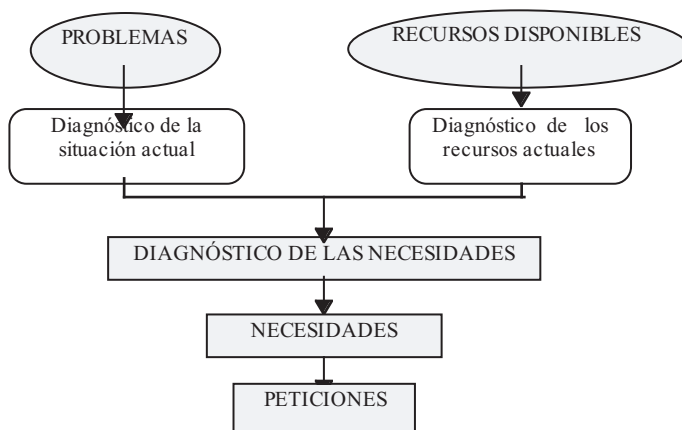 PROBLEMAS
RECURSOS DISPONIBLES
Diagnóstico de la
situación actual
Diagnóstico de los
recursos actuales
DIAGNÓSTICO DE LAS NECESIDADES
NECESIDADES
PETICIONES